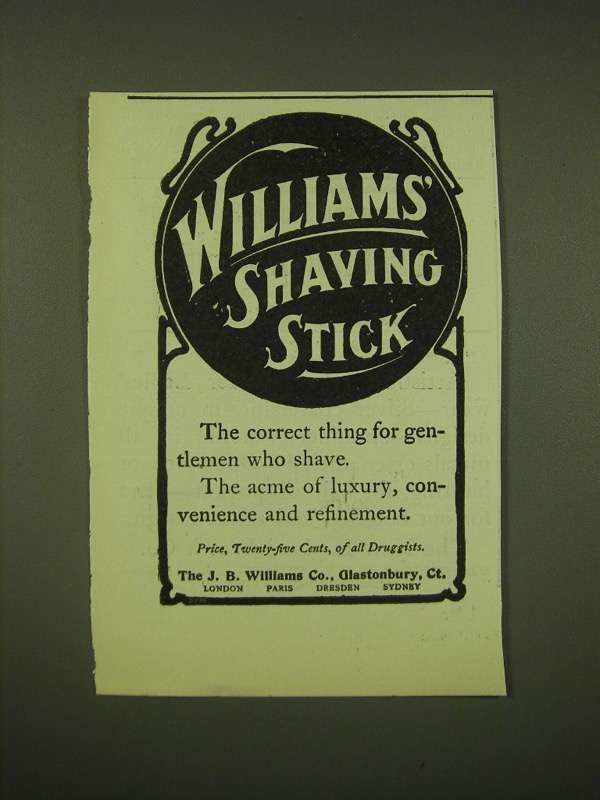 WILLIAMS'
SHAVING
STICK
The correct thing for gen-
tlemen who shave.
The acme of luxury, con-
venience and refinement.
Price, Twenty-five Cents, of all Druggists.
The J. B. Williams Co., Glastonbury, Ct.
LONDON PARIS DRESDEN SYDNEY